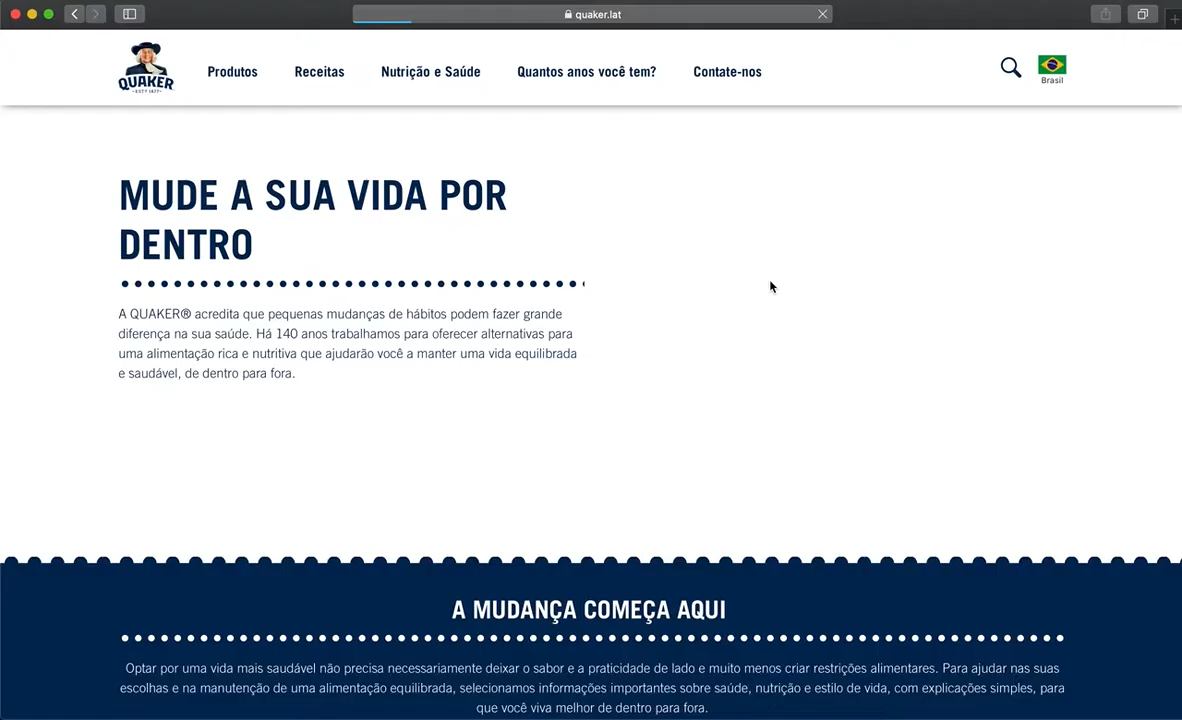 quaker.lat
QUAKER
ESTD 1877
Produtos
Receitas
Nutrição e Saúde
Quantos anos você tem?
Contate-nos
Brasil
MUDE A SUA VIDA POR
DENTRO
A QUAKER® acredita que pequenas mudanças de hábitos podem fazer grande
diferença na sua saúde. Há 140 anos trabalhamos para oferecer alternativas para
uma alimentação rica e nutritiva que ajudarão você a manter uma vida equilibrada
e saudável, de dentro para fora.
A MUDANÇA COMEÇA AQUI
Optar por uma vida mais saudável não precisa necessariamente deixar o sabor e a praticidade de lado e muito menos criar restrições alimentares. Para ajudar nas suas
escolhas e na manutenção de uma alimentação equilibrada, selecionamos informações importantes sobre saúde, nutrição e estilo de vida, com explicações simples, para
que você viva melhor de dentro para fora.